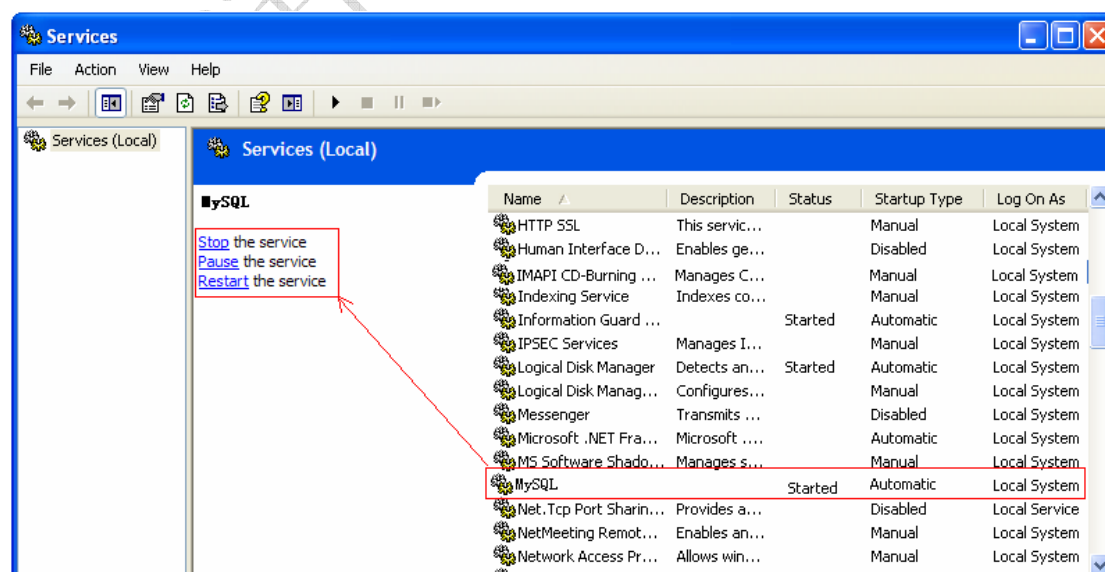 Services
File Action View Help
Services (Local)
Services (Local)
MySQL
Stop the service
Pause the service
Restart the service
Name Description Status Startup Type Log On As
HTTP SSL This servic... Manual Local System
Human Interface D... Enables ge... Disabled Local System
IMAPI CD-Burning ... Manages C... Manual Local System
Indexing Service Indexes co... Manual Local System
Information Guard ... Started Automatic Local System
IPSEC Services Manages I... Manual Local System
Logical Disk Manager Detects an... Started Automatic Local System
Logical Disk Manag... Configures... Manual Local System
Messenger Transmits ... Disabled Local System
Microsoft .NET Fra... Microsoft .... Automatic Local System
MS Software Shado... Manages s... Manual Local System
MySQL Started Automatic Local System
Net.Tcp Port Sharin... Provides a... Disabled Local Service
NetMeeting Remot... Enables an... Manual Local System
Network Access Pr... Allows win... Manual Local System